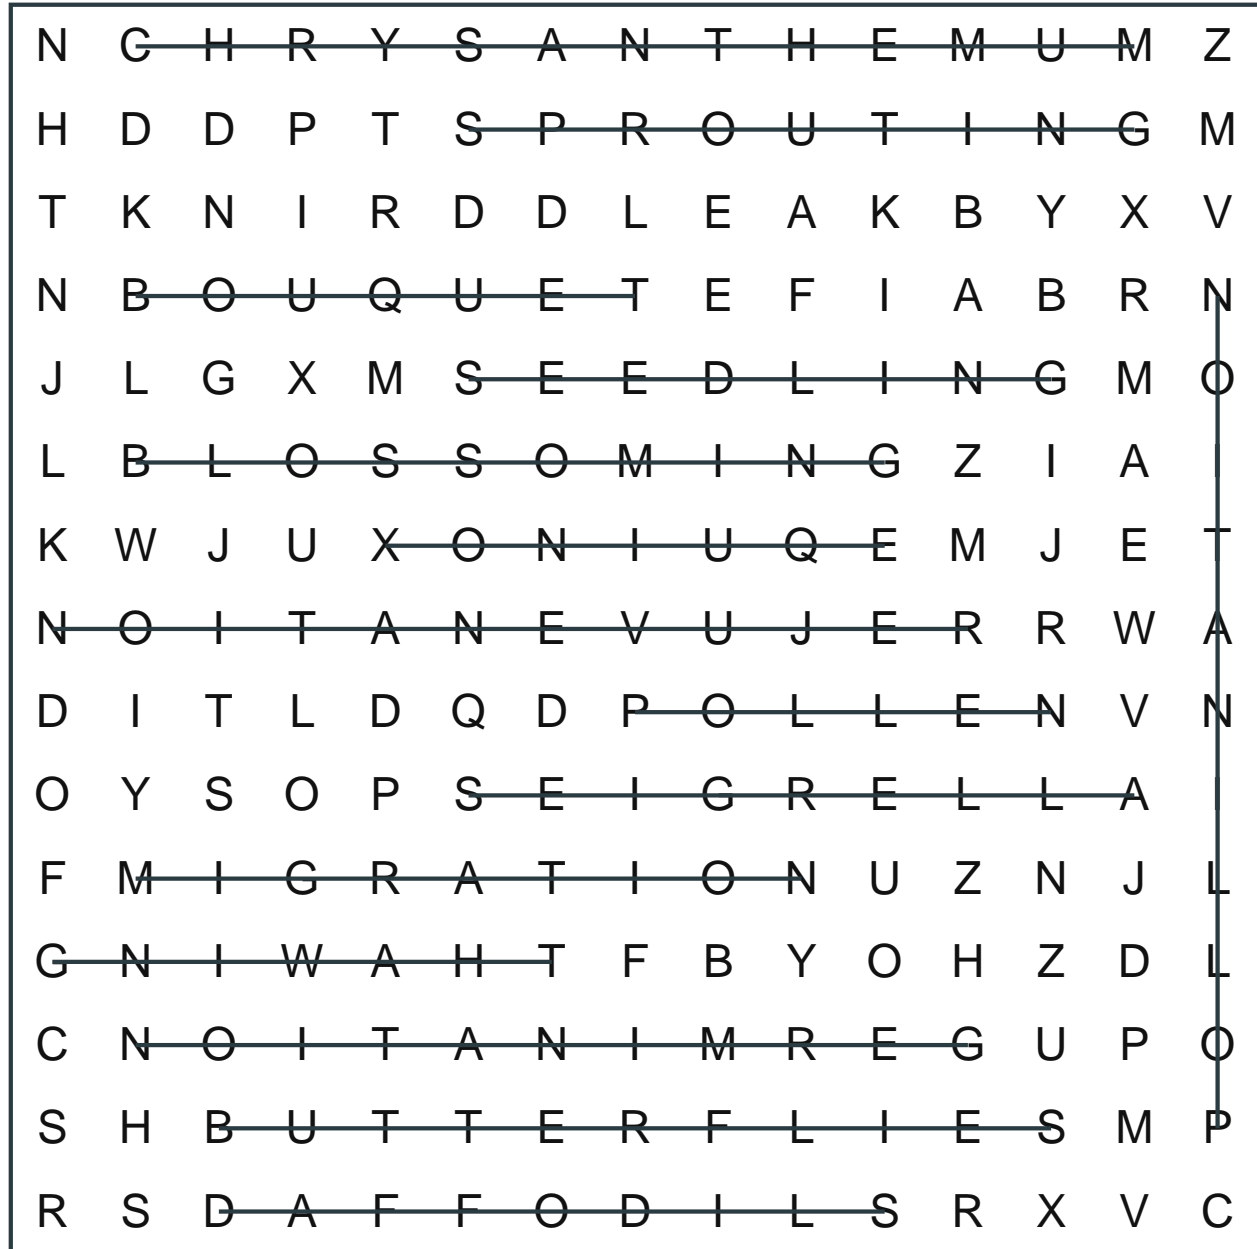 N C H R Y S A N T H E M U M Z
H D D P T S P R O U T I N G M
T K N I R D D L E A K B Y X V
N B O U Q U E T E F I A B R N
J L G X M S E E D L I N G M O
L B L O S S O M I N G Z I A I
K W J U X O N I U Q E M J E T
N O I T A N E V U J E R R W A
D I T L D Q D P O L L E N V N
O Y S O P S E I G R E L L A I
F M I G R A T I O N U Z N J L
G N I W A H T F B Y O H Z D L
C N O I T A N I M R E G U P O
S H B U T T E R F L I E S M P
R S D A F F O D I L S R X V C